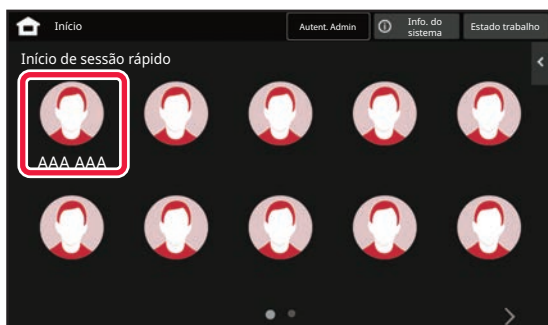 Início
Autent. Admin
Info. do
sistema
Estado trabalho
Início de sessão rápido
AAA AAA